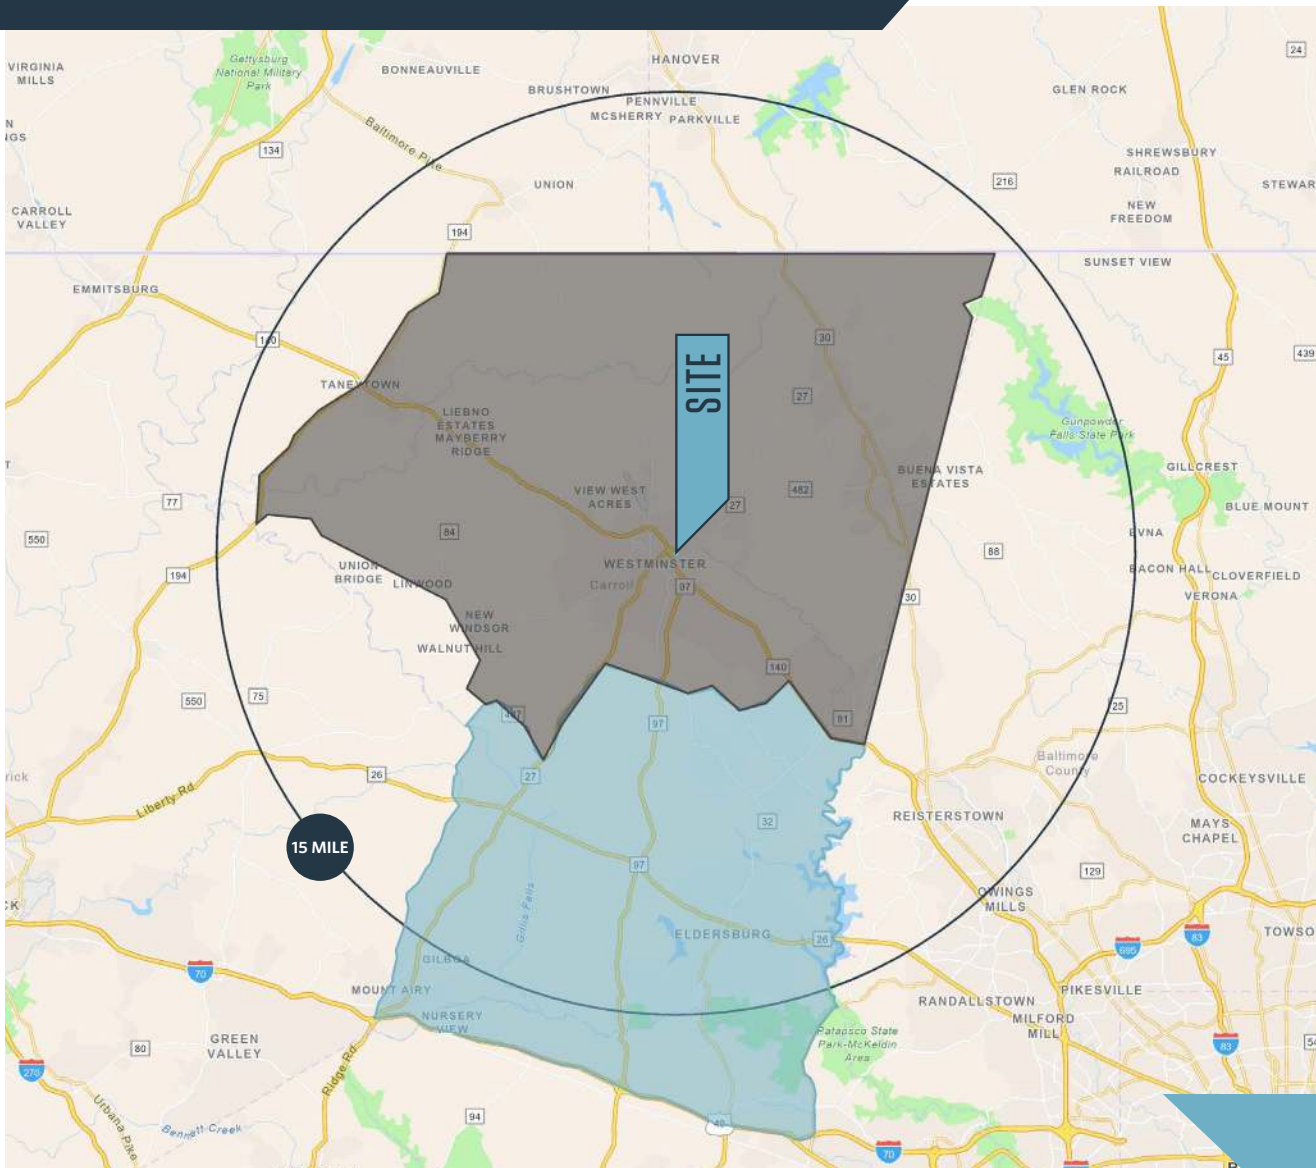 VIRGINIA
MILLS
Gettysburg
National Military
Park
BONNEAUVILLE
HANOVER
24
BRUSHTOWN
PENNVILLE
MCSHERRY
PARKVILLE
GLEN ROCK
Baltimore Pike
134
SHREWSBURY
RAILROAD
216
UNION
STEWAR
CARROLL
VALLEY
NEW
FREEDOM
194
SUNSET VIEW
EMMITSBURG
140
30
45
439
SITE
TANEYTOWN
27
LIEBNO
ESTATES
MAYBERRY
RIDGE
Gunpowder
Falls State Park
BUENA VISTA
ESTATES
GILLCREST
77
VIEW WEST
ACRES
482
27
BLUE MOUNT
550
84
88
EVNA
UNION
BRIDGE
LINWOOD
WESTMINSTER
BACON HALL
CLOVERFIELD
194
Carroll
97
30
VERONA
NEW
WINDSOR
WALNUT HILL
140
550
75
407
97
91
25
Baltimore
County
rick
26
27
COCKEYSVILLE
Liberty Rd
32
REISTERSTOWN
MAYS
CHAPEL
15 MILE
97
129
OWINGS
MILLS
CK
Gillis Falls
ELDERSBURG
26
695
83
TOWSO
70
GILBOA
MOUNT AIRY
RANDALLSTOWN
PIKESVILLE
NURSERY
VIEW
MILFORD
MILL
GREEN
VALLEY
80
Patapsco State
Park-McKeldin
Area
83
270
Ridge Rd
Urbana Pike
Bennett Creek
94
40
70